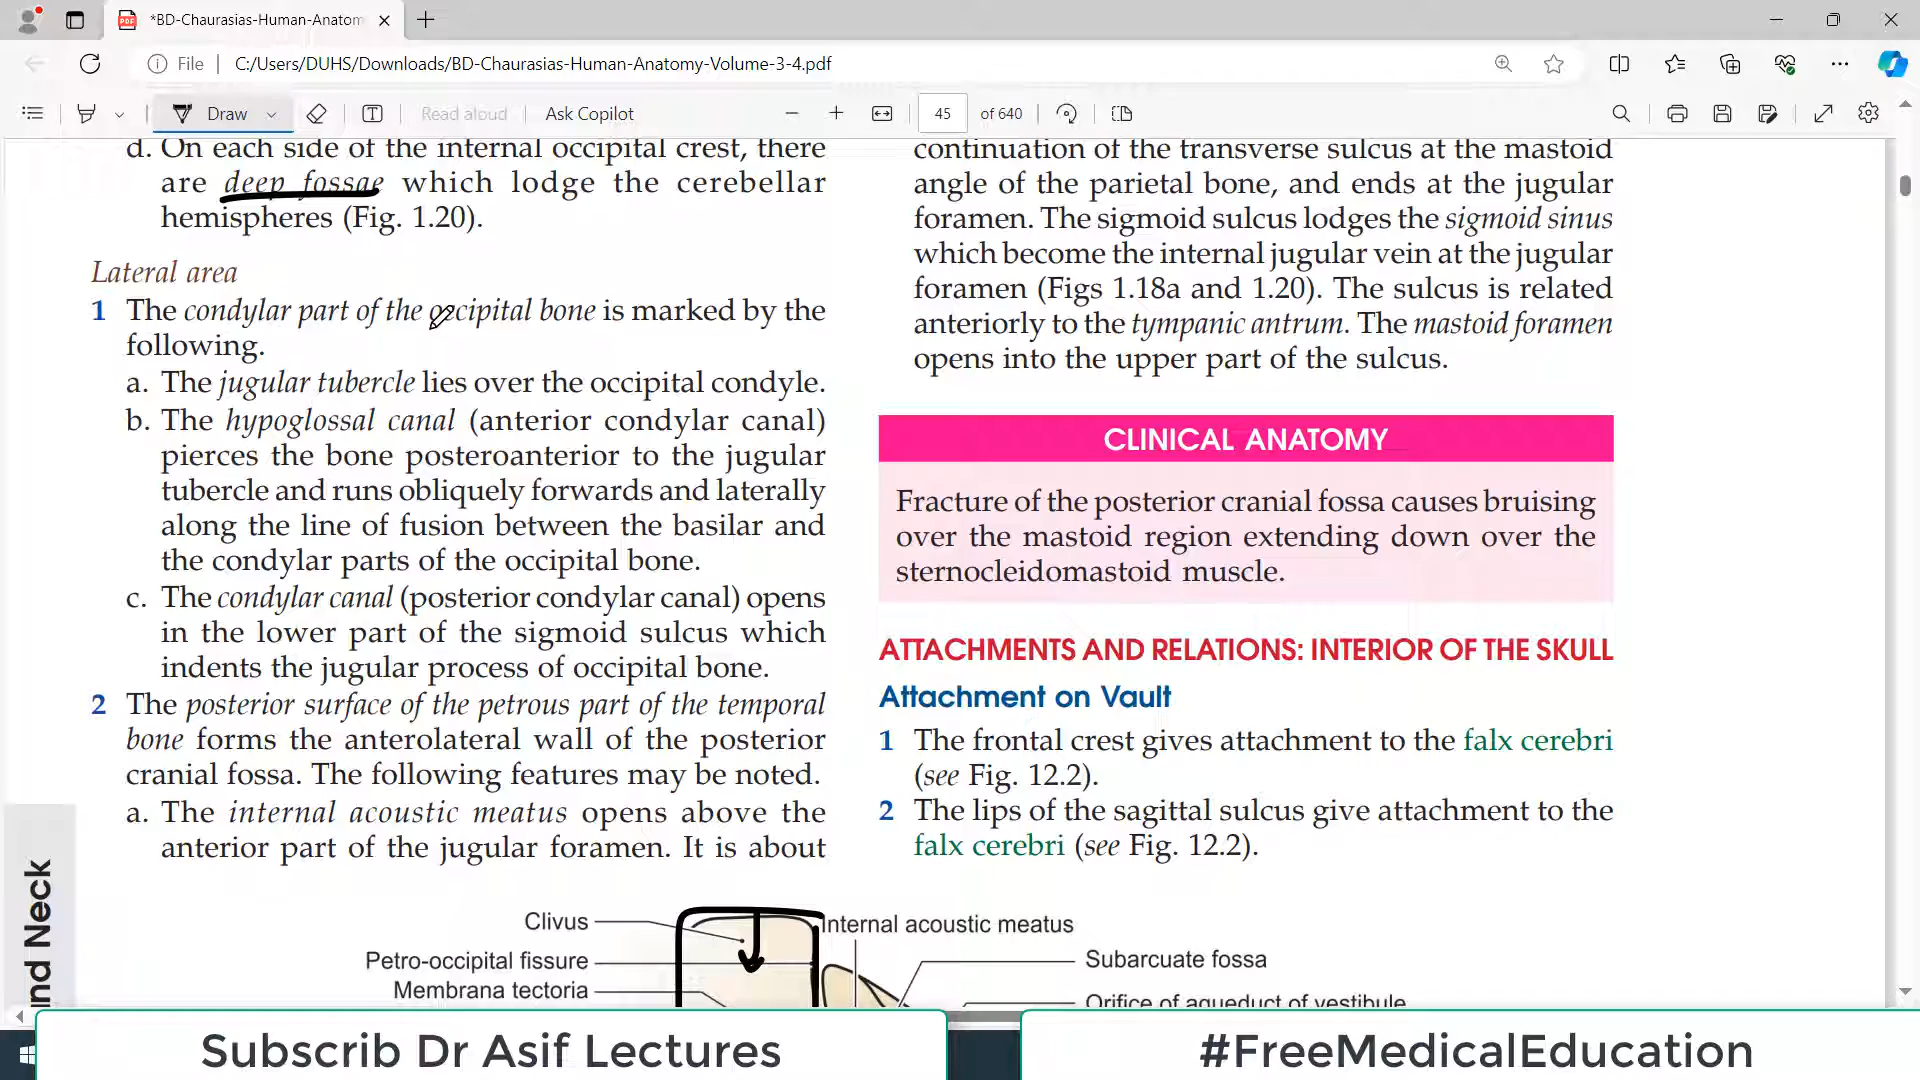 *BD-Chaurasias-Human-Anatom
File
C:/Users/DUHS/Downloads/BD-Chaurasias-Human-Anatomy-Volume-3-4.pdf
Draw
Read aloud
Ask Copilot
45
of 640
d. On each side of the internal occipital crest, there
are deep fossae which lodge the cerebellar
hemispheres (Fig. 1.20).
Lateral area
1 The condylar part of the occipital bone is marked by the
following.
a. The jugular tubercle lies over the occipital condyle.
b. The hypoglossal canal (anterior condylar canal)
pierces the bone posteroanterior to the jugular
tubercle and runs obliquely forwards and laterally
along the line of fusion between the basilar and
the condylar parts of the occipital bone.
c. The condylar canal (posterior condylar canal) opens
in the lower part of the sigmoid sulcus which
indents the jugular process of occipital bone.
2 The posterior surface of the petrous part of the temporal
bone forms the anterolateral wall of the posterior
cranial fossa. The following features may be noted.
a. The internal acoustic meatus opens above the
anterior part of the jugular foramen. It is about
continuation of the transverse sulcus at the mastoid
angle of the parietal bone, and ends at the jugular
foramen. The sigmoid sulcus lodges the sigmoid sinus
which become the internal jugular vein at the jugular
foramen (Figs 1.18a and 1.20). The sulcus is related
anteriorly to the tympanic antrum. The mastoid foramen
opens into the upper part of the sulcus.
CLINICAL ANATOMY
Fracture of the posterior cranial fossa causes bruising
over the mastoid region extending down over the
sternocleidomastoid muscle.
ATTACHMENTS AND RELATIONS: INTERIOR OF THE SKULL
Attachment on Vault
1 The frontal crest gives attachment to the falx cerebri
(see Fig. 12.2).
2 The lips of the sagittal sulcus give attachment to the
falx cerebri (see Fig. 12.2).
nd Neck
Clivus
Petro-occipital fissure
Membrana tectoria
Internal acoustic meatus
Subarcuate fossa
Orifice of aqueduct of vestibule
Subscrib Dr Asif Lectures
#FreeMedicalEducation